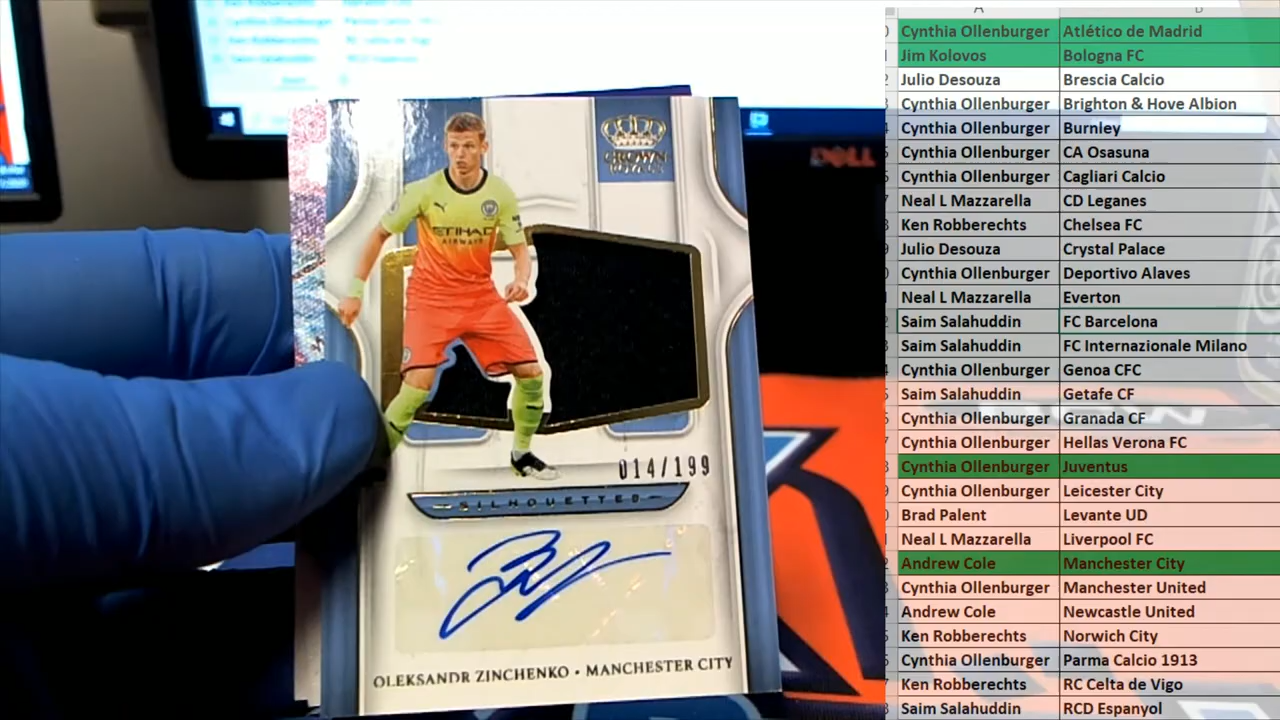 CROWN
ROYALE
ETIHAD
AIRWAYS
014/199
SILHOUETTES
OLEKSANDR ZINCHENKO • MANCHESTER CITY
DELL
A B
Cynthia Ollenburger Atlético de Madrid
Jim Kolovos Bologna FC
Julio Desouza Brescia Calcio
Cynthia Ollenburger Brighton & Hove Albion
Cynthia Ollenburger Burnley
Cynthia Ollenburger CA Osasuna
Cynthia Ollenburger Cagliari Calcio
Neal L Mazzarella CD Leganes
Ken Robberechts Chelsea FC
Julio Desouza Crystal Palace
Cynthia Ollenburger Deportivo Alaves
Neal L Mazzarella Everton
Saim Salahuddin FC Barcelona
Saim Salahuddin FC Internazionale Milano
Cynthia Ollenburger Genoa CFC
Saim Salahuddin Getafe CF
Cynthia Ollenburger Granada CF
Cynthia Ollenburger Hellas Verona FC
Cynthia Ollenburger Juventus
Cynthia Ollenburger Leicester City
Brad Palent Levante UD
Neal L Mazzarella Liverpool FC
Andrew Cole Manchester City
Cynthia Ollenburger Manchester United
Andrew Cole Newcastle United
Ken Robberechts Norwich City
Cynthia Ollenburger Parma Calcio 1913
Ken Robberechts RC Celta de Vigo
Saim Salahuddin RCD Espanyol